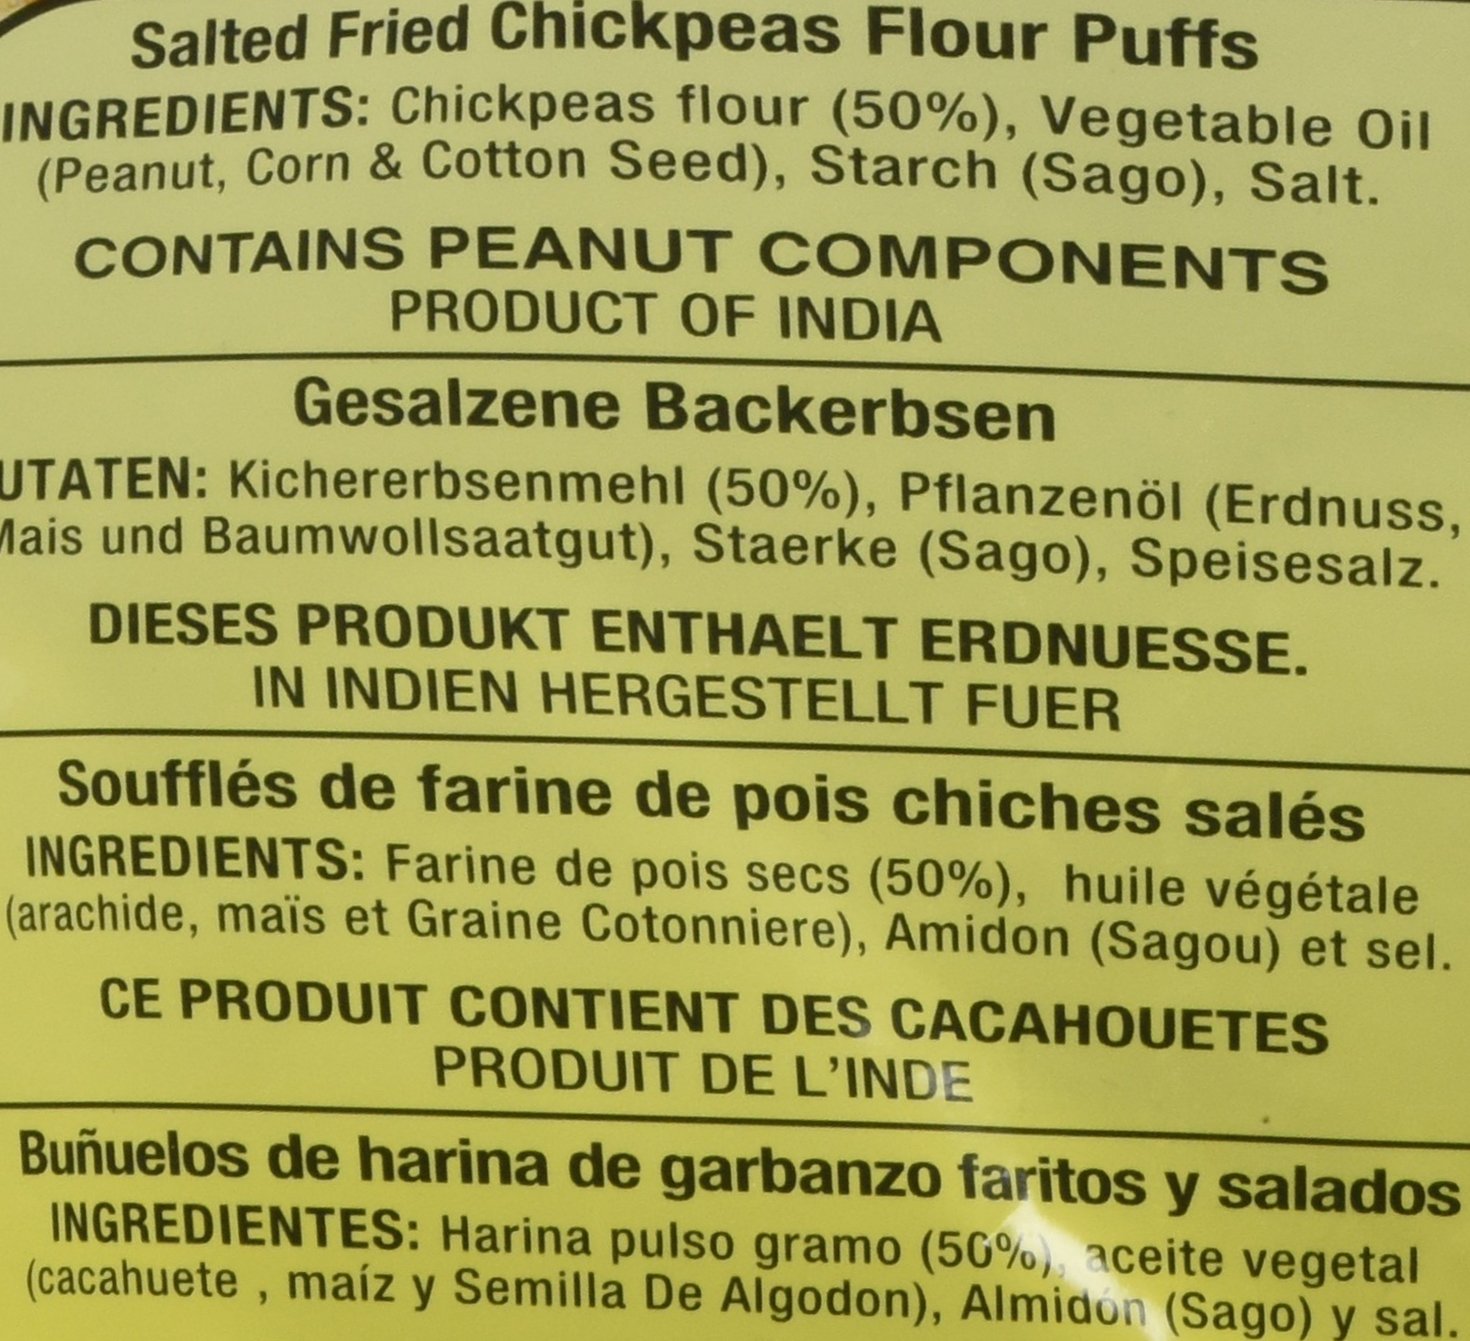 Salted Fried Chickpeas Flour Puffs
INGREDIENTS: Chickpeas flour (50%), Vegetable Oil
(Peanut, Corn & Cotton Seed), Starch (Sago), Salt.
CONTAINS PEANUT COMPONENTS
PRODUCT OF INDIA
Gesalzene Backerbsen
UTATEN: Kichererbsenmehl (50%), Pflanzenöl (Erdnuss,
Mais und Baumwollsaatgut), Staerke (Sago), Speisesalz.
DIESES PRODUKT ENTHAELT ERDNUESSE.
IN INDIEN HERGESTELLT FUER
Soufflés de farine de pois chiches salés
INGREDIENTS: Farine de pois secs (50%), huile végétale
(arachide, maïs et Graine Cotonniere), Amidon (Sagou) et sel.
CE PRODUIT CONTIENT DES CACAHOUETES
PRODUIT DE L'INDE
Buñuelos de harina de garbanzo faritos y salados
INGREDIENTES: Harina pulso gramo (50%), aceite vegetal
(cacahuete , maíz y Semilla De Algodon), Almidón (Sago) y sal.